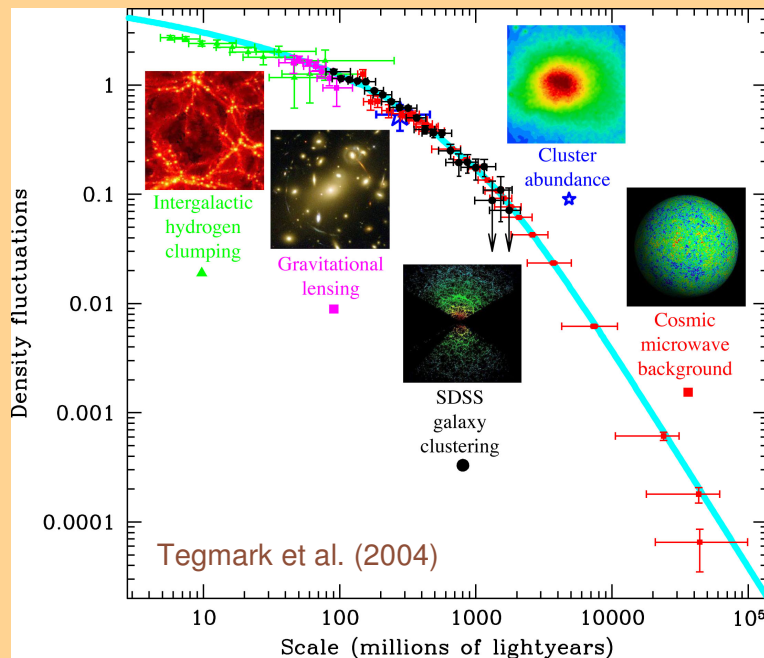 Density fluctuations
1
0.1
0.01
0.001
0.0001
Intergalactic
hydrogen
clumping
Gravitational
lensing
SDSS
galaxy
clustering
Cluster
abundance
Cosmic
microwave
background
Tegmark et al. (2004)
10
100
1000
10000
10⁵
Scale (millions of lightyears)